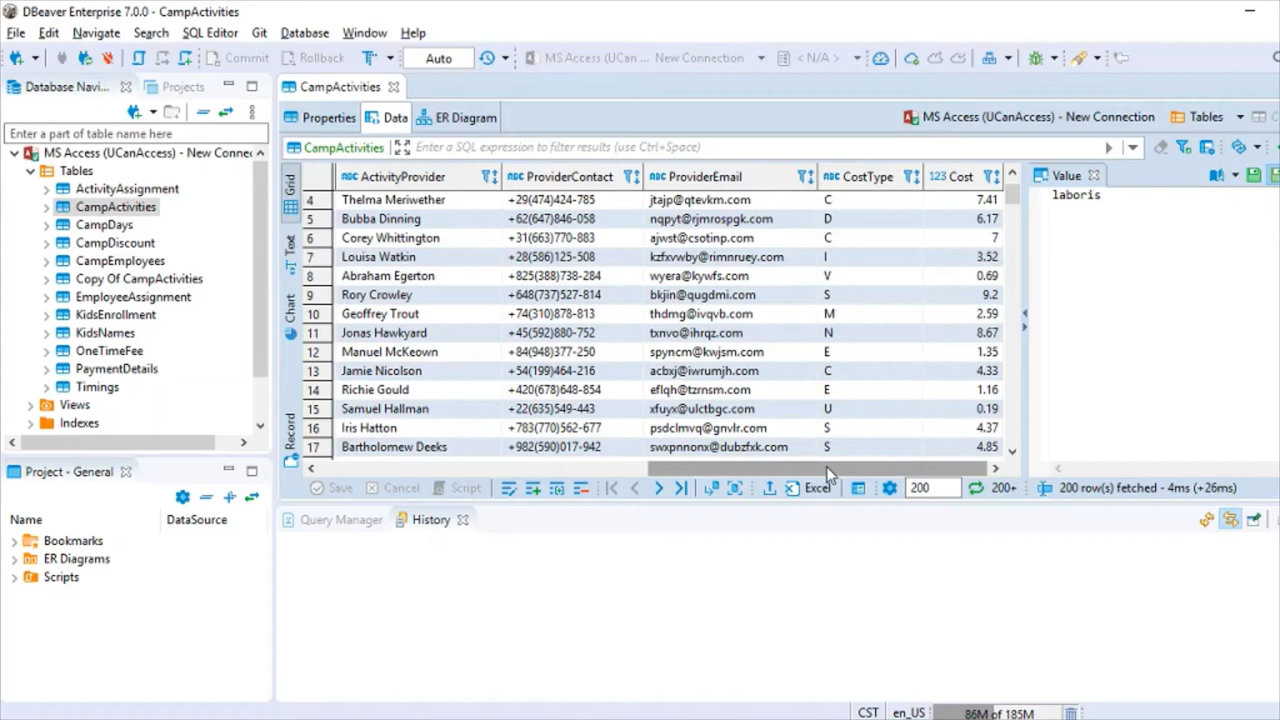 DBeaver Enterprise 7.0.0 - CampActivities
File Edit Navigate Search SQL Editor Git Database Window Help
Commit Rollback Auto MS Access (UCan ... New Connection <N/A>
Database Navi... Projects
CampActivities
Enter a part of table name here
MS Access (UCanAccess) - New Connec
Tables
ActivityAssignment
CampActivities
CampDays
CampDiscount
CampEmployees
Copy Of CampActivities
EmployeeAssignment
KidsEnrollment
KidsNames
OneTimeFee
PaymentDetails
Timings
Views
Indexes
Properties Data ER Diagram MS Access (UCanAccess) - New Connection Tables
CampActivities Enter a SQL expression to filter results (use Ctrl+Space)
Grid
Text
Chart
Record
ABC ActivityProvider ABC ProviderContact ABC ProviderEmail ABC CostType 123 Cost
4 Thelma Meriwether +29(474)424-785 jtajp@qtevkm.com C 7.41
5 Bubba Dinning +62(647)846-058 nqpyt@rjmrospgk.com D 6.17
6 Corey Whittington +31(663)770-883 ajwst@csotinp.com C 7
7 Louisa Watkin +28(586)125-508 kzfxvwby@rimnruey.com I 3.52
8 Abraham Egerton +825(388)738-284 wyera@kywfs.com V 0.69
9 Rory Crowley +648(737)527-814 bkjin@qugdmi.com S 9.2
10 Geoffrey Trout +74(310)878-813 thdmg@ivqvb.com M 2.59
11 Jonas Hawkyard +45(592)880-752 txnvo@ihrqz.com N 8.67
12 Manuel McKeown +84(948)377-250 spyncm@kwjsm.com E 1.35
13 Jamie Nicolson +54(199)464-216 acbxj@iwrumjh.com C 4.33
14 Richie Gould +420(678)648-854 eflqh@tzrnsm.com E 1.16
15 Samuel Hallman +22(635)549-443 xfuyx@ulctbgc.com U 0.19
16 Iris Hatton +783(770)562-677 psdclmvq@gnvlr.com S 4.37
17 Bartholomew Deeks +982(590)017-942 swxpnnonx@dubzfxk.com S 4.85
Value
laboris
Save Cancel Script Excel 200 200+ 200 row(s) fetched - 4ms (+26ms)
Project - General
Name DataSource
Bookmarks
ER Diagrams
Scripts
Query Manager History
CST en_US 86M of 185M